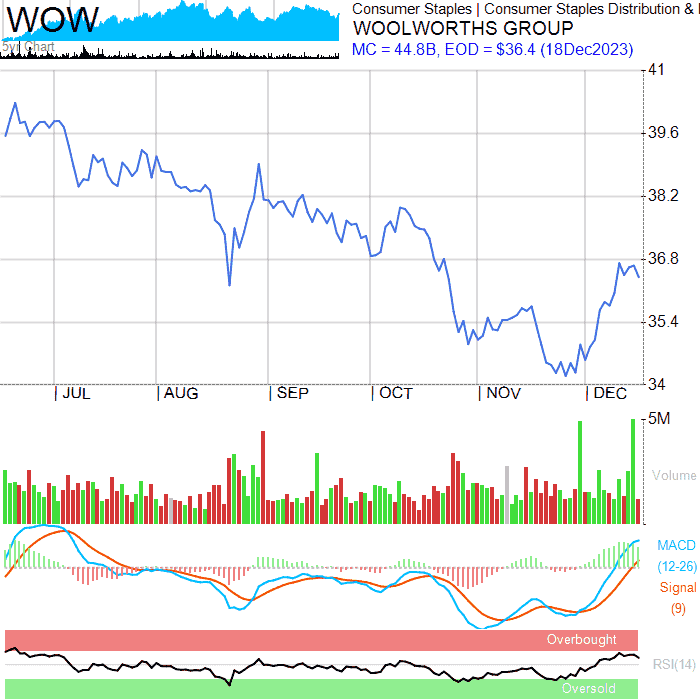 WOW
5yr Chart
Consumer Staples | Consumer Staples Distribution &
WOOLWORTHS GROUP
MC = 44.8B, EOD = $36.4 (18Dec2023)
41
39.6
38.2
36.8
35.4
34
| JUL | AUG | SEP | OCT | NOV | DEC
5M
Volume
MACD
(12-26)
Signal
(9)
Overbought
RSI(14)
Oversold